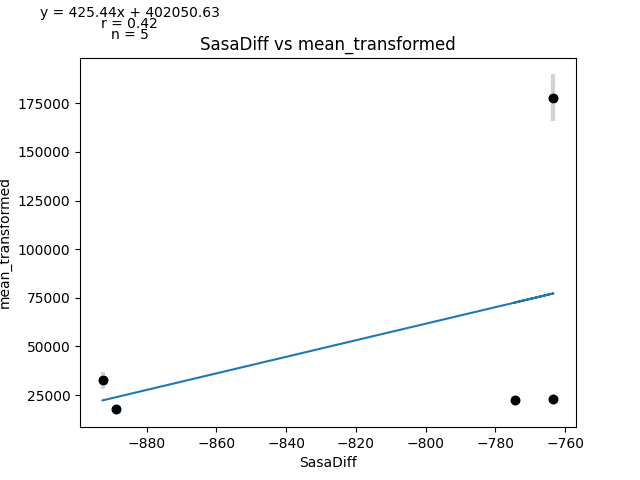 y = 425.44x + 402050.63
r = 0.42
n = 5
SasaDiff vs mean_transformed
175000
150000
125000
100000
75000
50000
25000
mean_transformed
−880 −860 −840 −820 −800 −780 −760
SasaDiff